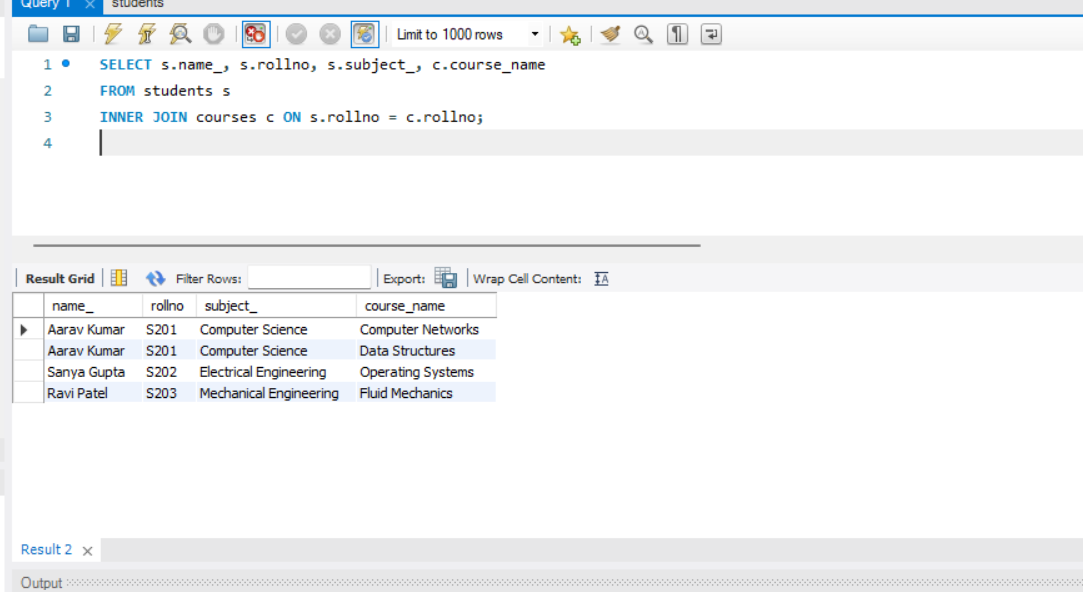 Query 1 students
Limit to 1000 rows
1 SELECT s.name_, s.rollno, s.subject_, c.course_name
2 FROM students s
3 INNER JOIN courses c ON s.rollno = c.rollno;
4
Result Grid Filter Rows: Export: Wrap Cell Content: IA
name_ rollno subject_ course_name
Aarav Kumar S201 Computer Science Computer Networks
Aarav Kumar S201 Computer Science Data Structures
Sanya Gupta S202 Electrical Engineering Operating Systems
Ravi Patel S203 Mechanical Engineering Fluid Mechanics
Result 2
Output